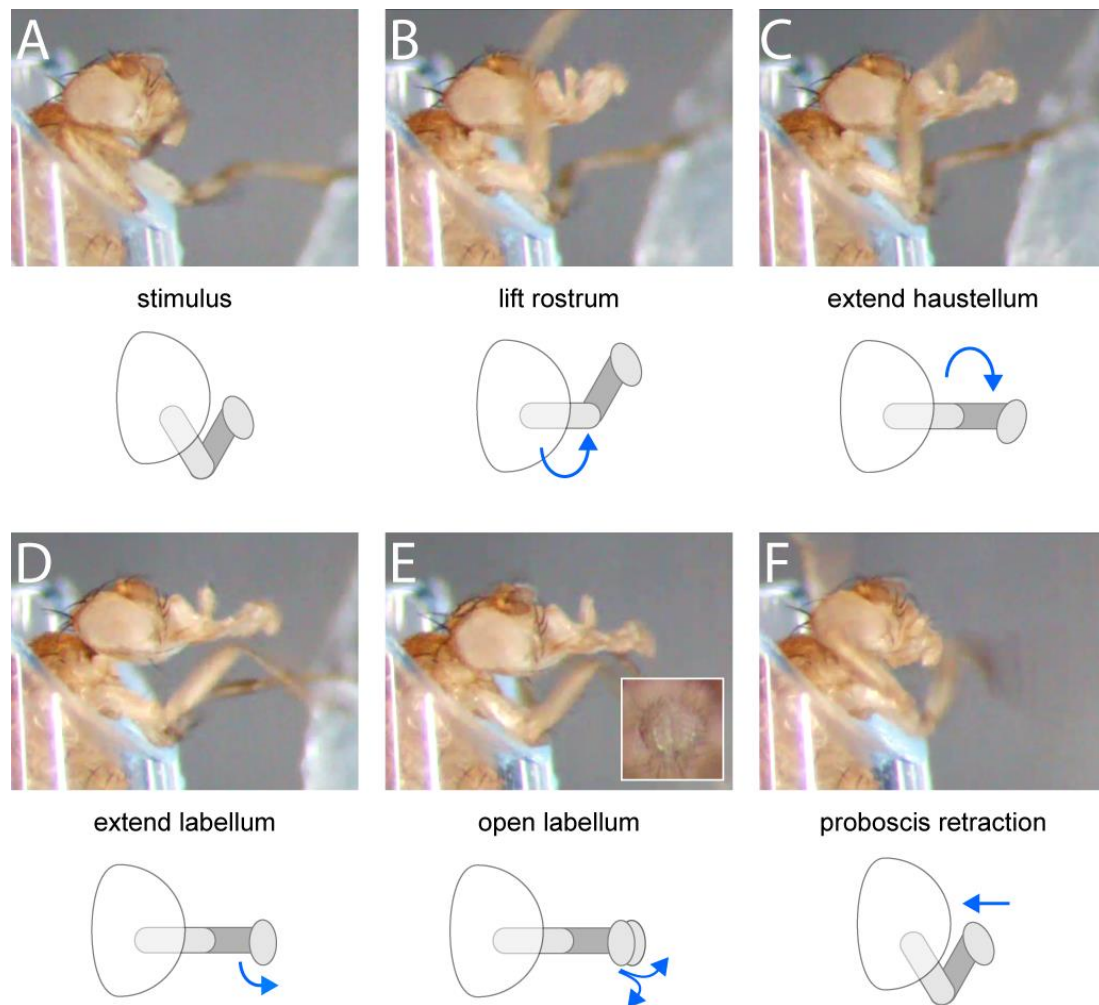 A
B
C
stimulus
lift rostrum
extend haustellum
D
E
F
extend labellum
open labellum
proboscis retraction